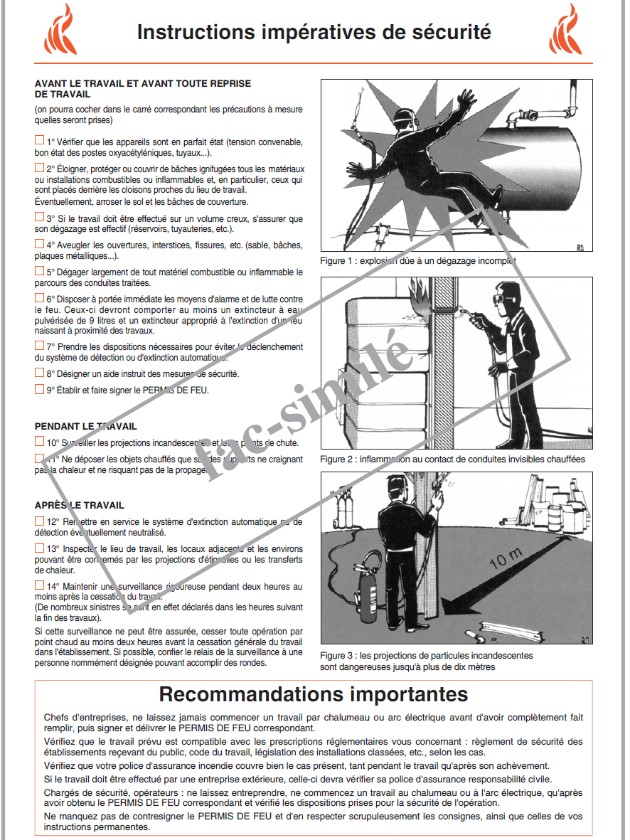 Instructions impératives de sécurité
AVANT LE TRAVAIL ET AVANT TOUTE REPRISE
DE TRAVAIL
(on pourra cocher dans le carré correspondant les précautions à mesure
quelles seront prises)
1° Vérifier que les appareils sont en parfait état (tension convenable,
bon état des postes oxyacétyléniques, tuyaux...).
2° Éloigner, protéger ou couvrir de bâches ignifugées tous les matériaux
ou installations combustibles ou inflammables et, en particulier, ceux qui
sont placés derrière les cloisons proches du lieu de travail.
Éventuellement, arroser le sol et les bâches de couverture.
3° Si le travail doit être effectué sur un volume creux, s'assurer que
son dégazage est effectif (réservoirs, tuyauteries, etc.).
4° Aveugler les ouvertures, interstices, fissures, etc. (sable, bâches,
plaques métalliques...).
5° Dégager largement de tout matériel combustible ou inflammable le
parcours des conduites traitées.
6° Disposer à portée immédiate les moyens d'alarme et de lutte contre
le feu. Ceux-ci devront comporter au moins un extincteur à eau
pulvérisée de 9 litres et un extincteur approprié à l'extinction d'un feu
naissant à proximité des travaux.
7° Prendre les dispositions nécessaires pour éviter le déclenchement
du système de détection ou d'extinction automatique.
8° Désigner un aide instruit des mesures de sécurité.
9° Établir et faire signer le PERMIS DE FEU.
PENDANT LE TRAVAIL
10° Surveiller les projections incandescentes et leurs points de chute.
11° Ne déposer les objets chauffés que sur des supports ne craignant
pas la chaleur et ne risquant pas de la propager.
APRÈS LE TRAVAIL
12° Remettre en service le système d'extinction automatique ou de
détection éventuellement neutralisé.
13° Inspecter le lieu de travail, les locaux adjacents et les environs
pouvant être concernés par les projections d'étincelles ou les transferts
de chaleur.
14° Maintenir une surveillance rigoureuse pendant deux heures au
moins après la cessation du travail.
(De nombreux sinistres se sont en effet déclarés dans les heures suivant
la fin des travaux).
Si cette surveillance ne peut être assurée, cesser toute opération par
point chaud au moins deux heures avant la cessation générale du travail
dans l'établissement. Si possible, confier le relais de la surveillance à une
personne nommément désignée pouvant accomplir des rondes.
Figure 1 : explosion dûe à un dégazage incomplet
Figure 2 : inflammation au contact de conduites invisibles chauffées
10 m
Figure 3 : les projections de particules incandescentes
sont dangereuses jusqu'à plus de dix mètres
fac-similé
Recommandations importantes
Chefs d'entreprises, ne laissez jamais commencer un travail par chalumeau ou arc électrique avant d'avoir complètement fait
remplir, puis signer et délivrer le PERMIS DE FEU correspondant.
Vérifiez que le travail prévu est compatible avec les prescriptions réglementaires vous concernant : règlement de sécurité des
établissements reçevant du public, code du travail, législation des installations classées, etc., selon les cas.
Vérifiez que votre police d'assurance incendie couvre bien le cas présent, tant pendant le travail qu'après son achèvement.
Si le travail doit être effectué par une entreprise extérieure, celle-ci devra vérifier sa police d'assurance responsabilité civile.
Chargés de sécurité, opérateurs : ne laissez entreprendre, ne commencez un travail au chalumeau ou à l'arc électrique, qu'après
avoir obtenu le PERMIS DE FEU correspondant et vérifié les dispositions prises pour la sécurité de l'opération.
Ne manquez pas de contresigner le PERMIS DE FEU et d'en respecter scrupuleusement les consignes, ainsi que celles de vos
instructions permanentes.